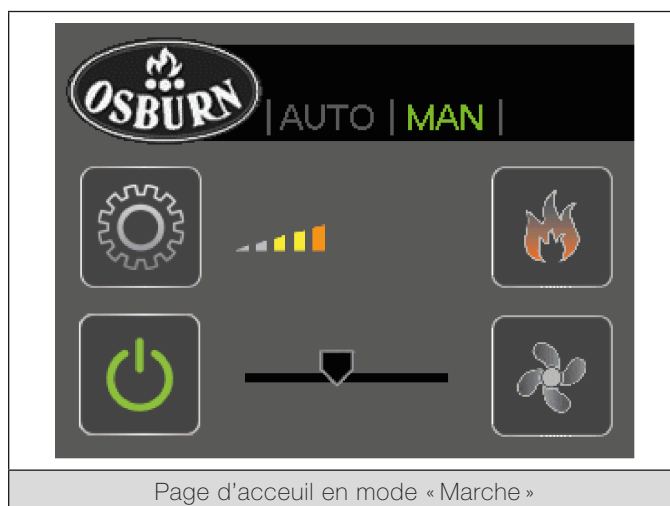 OSBURN
| AUTO | MAN |
Page d'acceuil en mode « Marche »